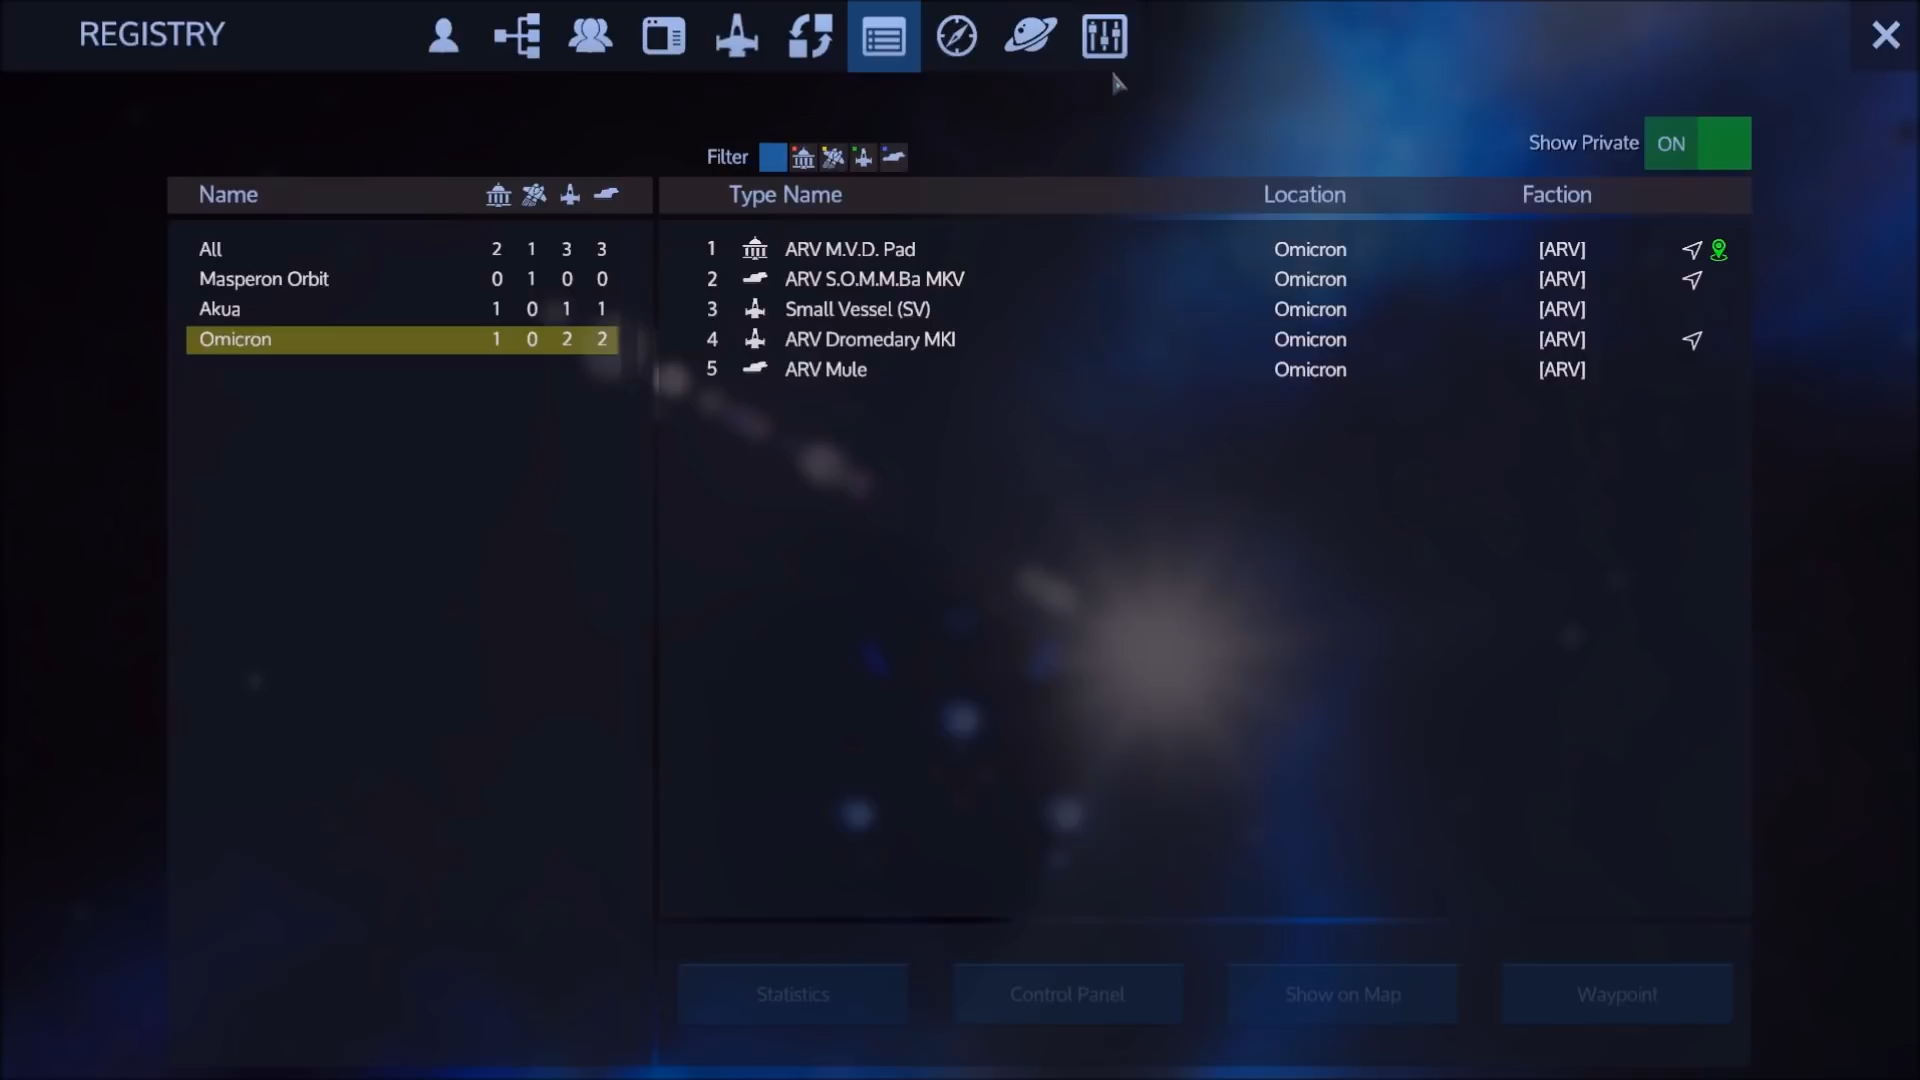 REGISTRY
Show Private ON
Filter
Name
Type Name Location Faction
All 2 1 3 3
Masperon Orbit 0 1 0 0
Akua 1 0 1 1
Omicron 1 0 2 2
1 ARV M.V.D. Pad Omicron [ARV]
2 ARV S.O.M.M.Ba MKV Omicron [ARV]
3 Small Vessel (SV) Omicron [ARV]
4 ARV Dromedary MKI Omicron [ARV]
5 ARV Mule Omicron [ARV]
Statistics Control Panel Show on Map Waypoint